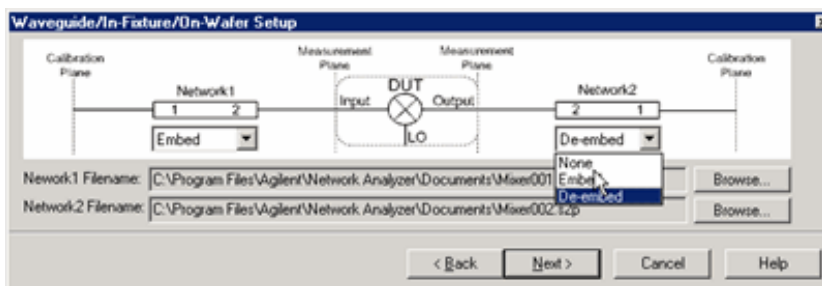 Waveguide/In-Fixture/On-Wafer Setup
Calibration Plane
Measurement Plane
Measurement Plane
Calibration Plane
Network1
1 2
Input
DUT
Output
LO
Network2
2 1
Embed
De-embed
None
Embed
De-embed
Nework1 Filename: C:\Program Files\Agilent\Network Analyzer\Documents\Mixer001
Browse...
Network2 Filename: C:\Program Files\Agilent\Network Analyzer\Documents\Mixer002.s2p
Browse...
< Back
Next >
Cancel
Help